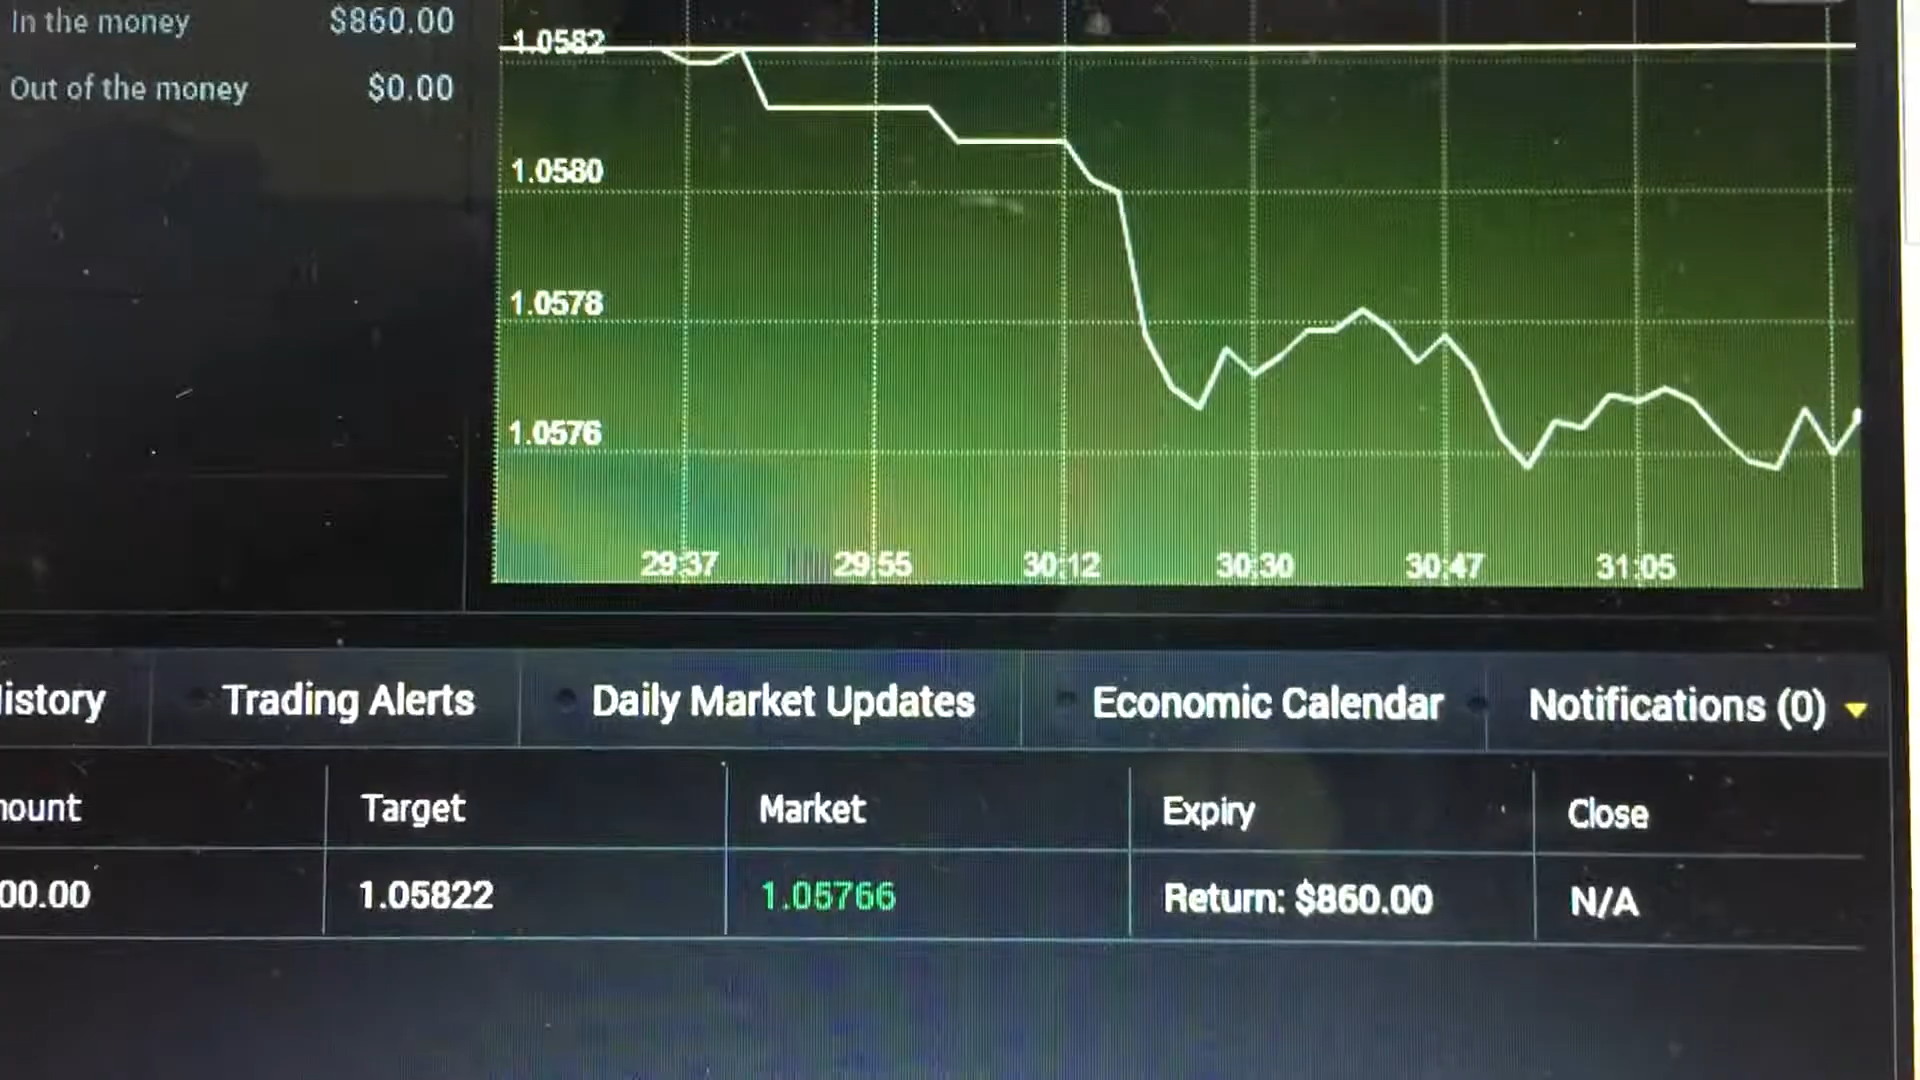 In the money $860.00
Out of the money $0.00
1.0582
1.0580
1.0578
1.0576
29:37 29:55 30:12 30:30 30:47 31:05
istory Trading Alerts Daily Market Updates Economic Calendar Notifications (0)
ount Target Market Expiry Close
00.00 1.05822 1.05766 Return: $860.00 N/A